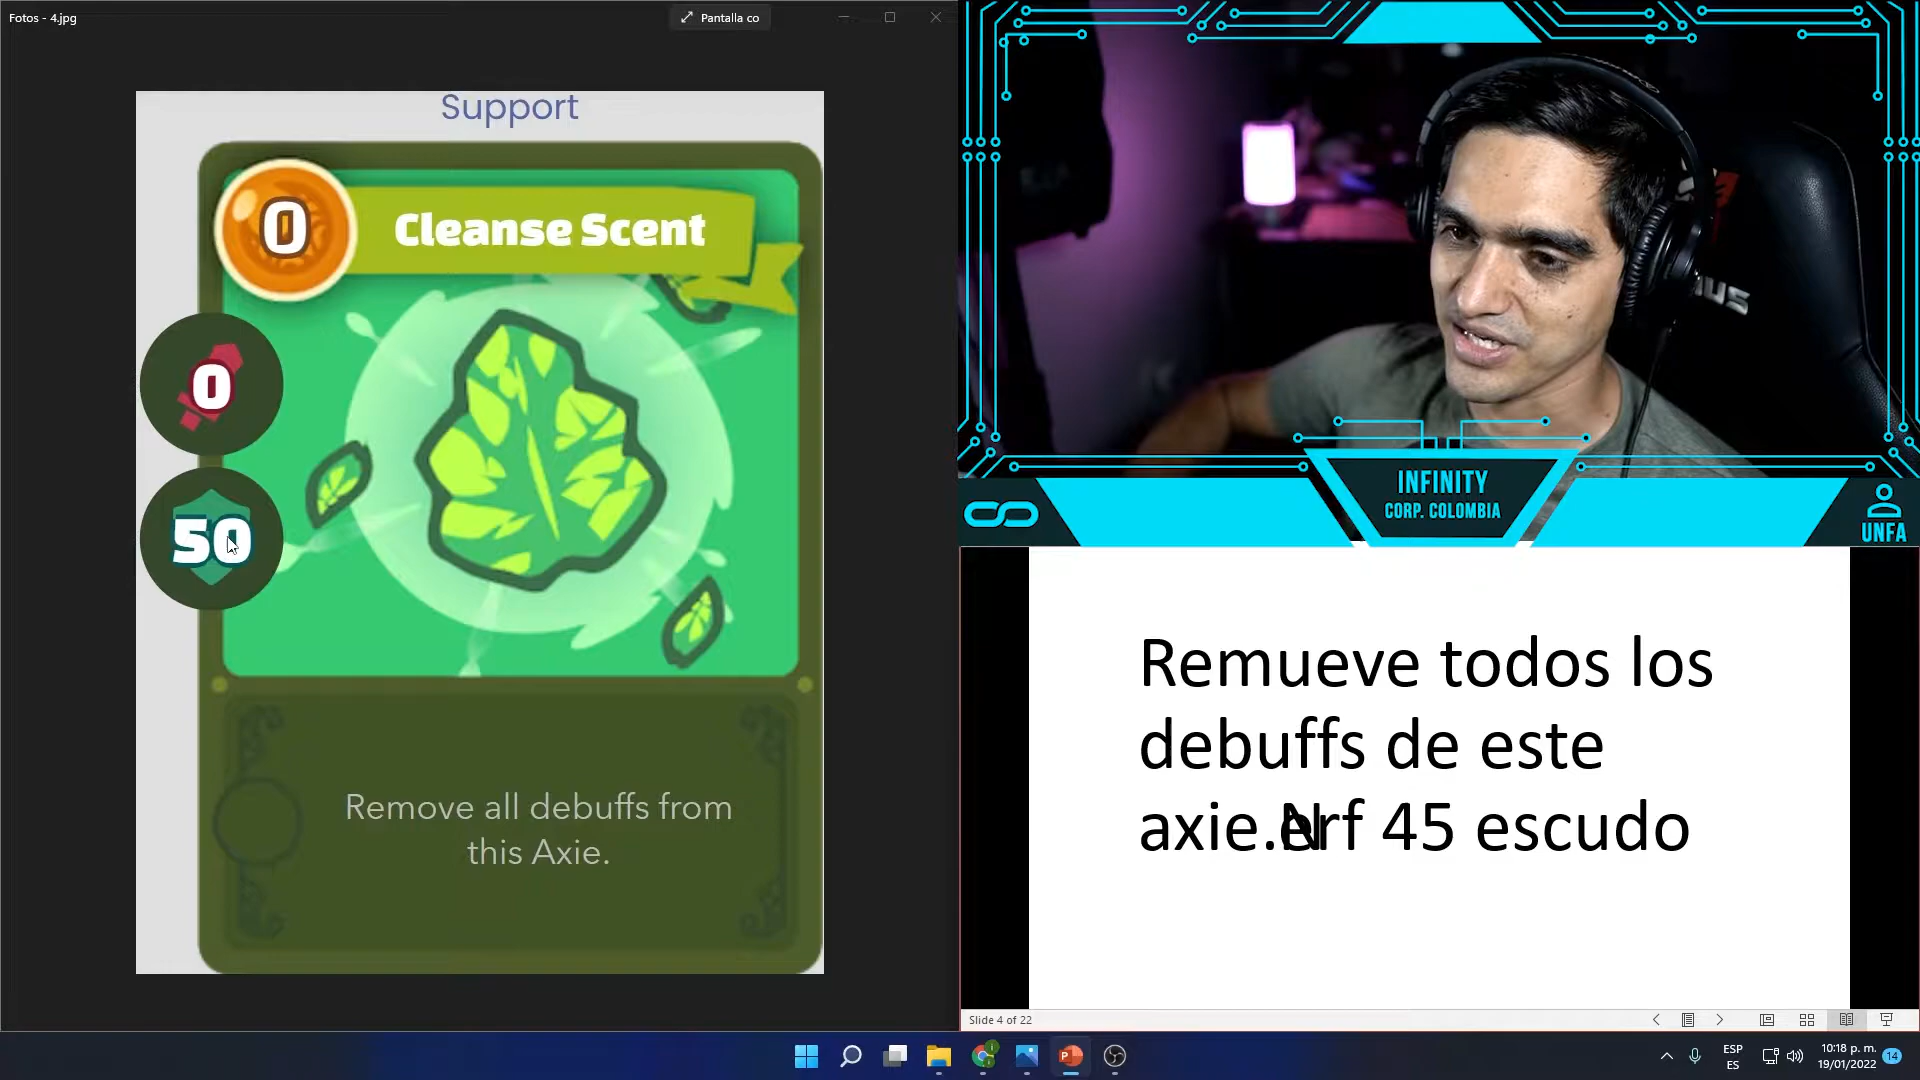 Fotos - 4.jpg
Pantalla co
Support
0
Cleanse Scent
0
50
Remove all debuffs from
this Axie.
INFINITY
CORP. COLOMBIA
UNFA
Remueve todos los
debuffs de este
axie.Nerf 45 escudo
Slide 4 of 22
ESP
ES
10:18 p. m.
19/01/2022
14